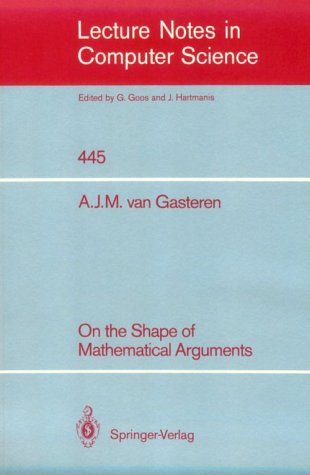 Lecture Notes in
Computer Science
Edited by G. Goos and J. Hartmanis
445
A.J.M. van Gasteren
On the Shape of
Mathematical Arguments
Springer-Verlag